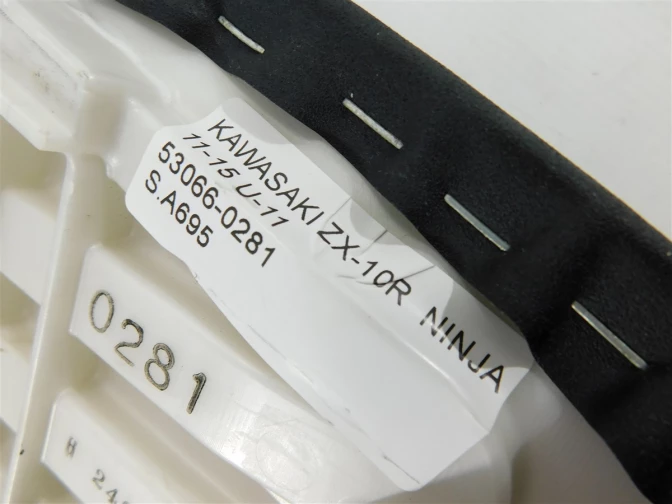 KAWASAKI ZX-10R NINJA
11-15 U-11
53066-0281
S.A695
0281